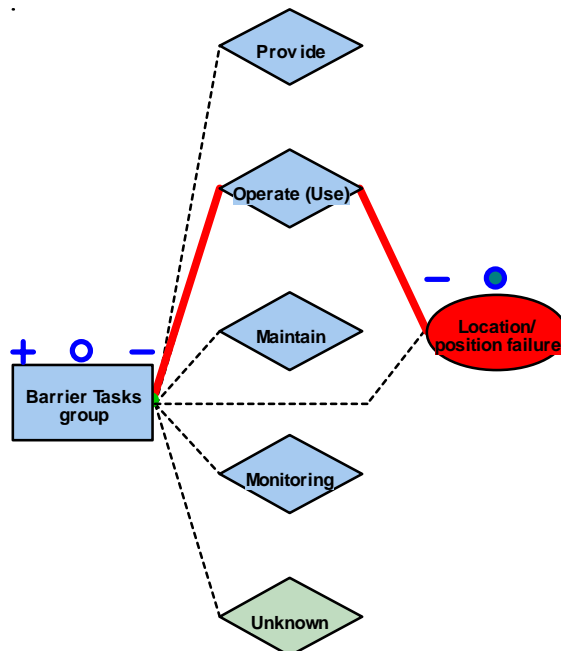 Provide
Operate (Use)
Location/
position failure
Maintain
Barrier Tasks
group
Monitoring
Unknown